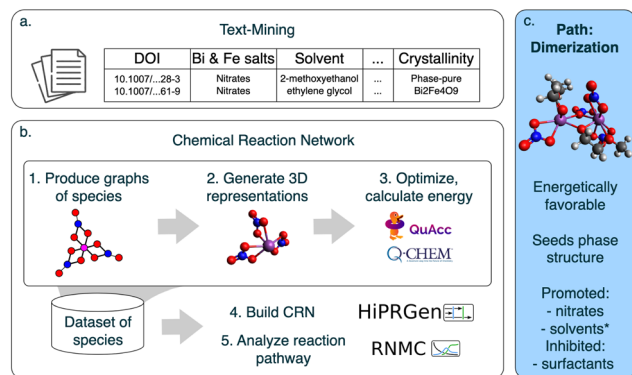 a.
Text-Mining
DOI Bi & Fe salts Solvent ... Crystallinity
10.1007/...28-3 Nitrates 2-methoxyethanol ... Phase-pure
10.1007/...61-9 Nitrates ethylene glycol ... Bi2Fe4O9
b.
Chemical Reaction Network
1. Produce graphs
of species
2. Generate 3D
representations
3. Optimize,
calculate energy
QuAcc
Q-CHEM™
Dataset of
species
4. Build CRN
HiPRGen
5. Analyze reaction
pathway
RNMC
c.
Path:
Dimerization
Energetically
favorable
Seeds phase
structure
Promoted:
- nitrates
- solvents*
Inhibited:
- surfactants